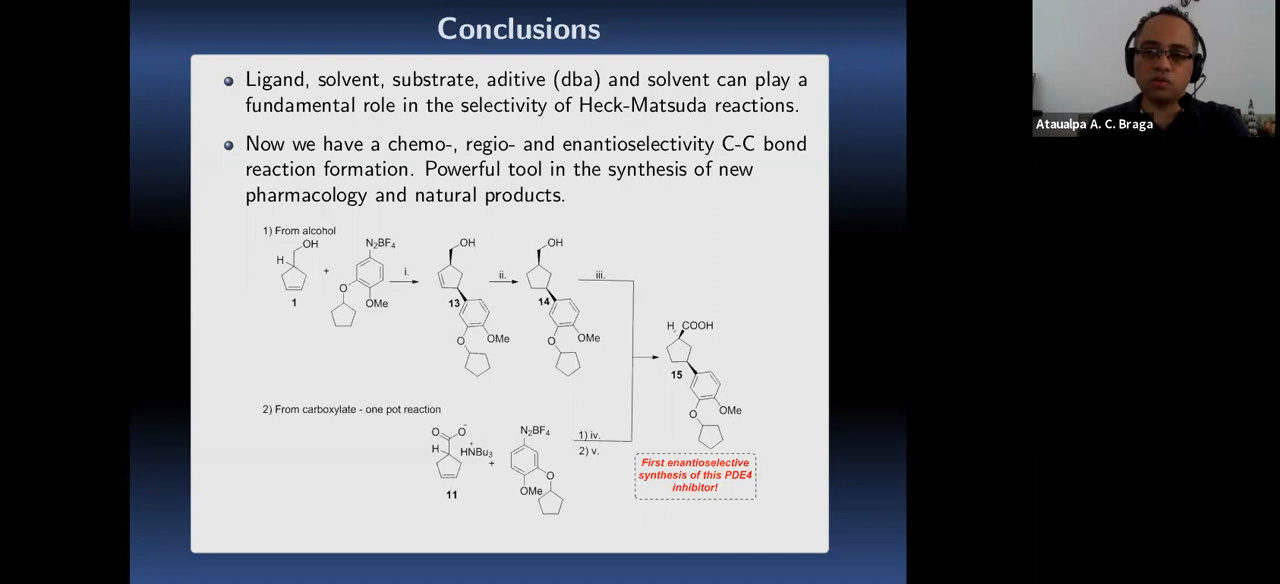 Conclusions
Ligand, solvent, substrate, aditive (dba) and solvent can play a
fundamental role in the selectivity of Heck-Matsuda reactions.
Now we have a chemo-, regio- and enantioselectivity C-C bond
reaction formation. Powerful tool in the synthesis of new
pharmacology and natural products.
1) From alcohol
OH
H
1
+
N₂BF₄
O
OMe
i.
OH
13
O
OMe
ii.
OH
14
O
OMe
iii.
H COOH
15
O
OMe
2) From carboxylate - one pot reaction
O O⁻
H
HNBu₃⁺
+
11
N₂BF₄
O
OMe
1) iv.
2) v.
First enantioselective
synthesis of this PDE4
inhibitor!
Ataualpa A. C. Braga